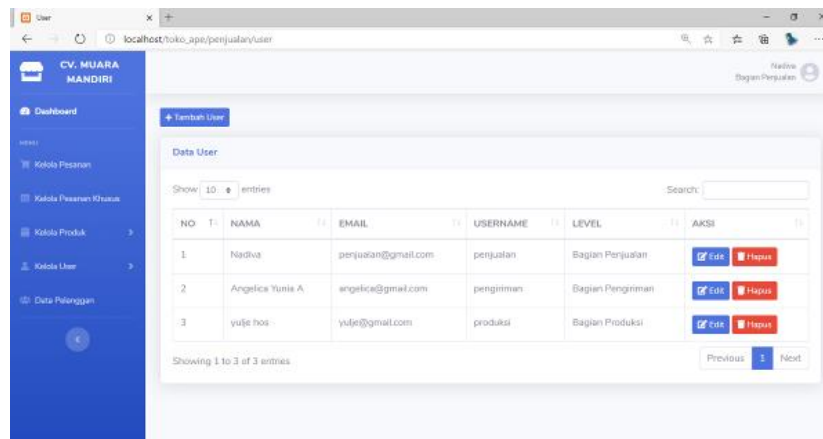 User
localhost/toko_ape/penjualan/user
CV. MUARA
MANDIRI
Nadiva
Bagian Penjualan
Dashboard
MENU
Kelola Pesanan
Kelola Pesanan Khusus
Kelola Produk
Kelola User
Data Pelanggan
+ Tambah User
Data User
Show 10 entries
Search:
NO NAMA EMAIL USERNAME LEVEL AKSI
1 Nadiva penjualan@gmail.com penjualan Bagian Penjualan Edit Hapus
2 Angelica Yunia A angelica@gmail.com pengiriman Bagian Pengiriman Edit Hapus
3 yulje hos yulje@gmail.com produksi Bagian Produksi Edit Hapus
Showing 1 to 3 of 3 entries
Previous 1 Next